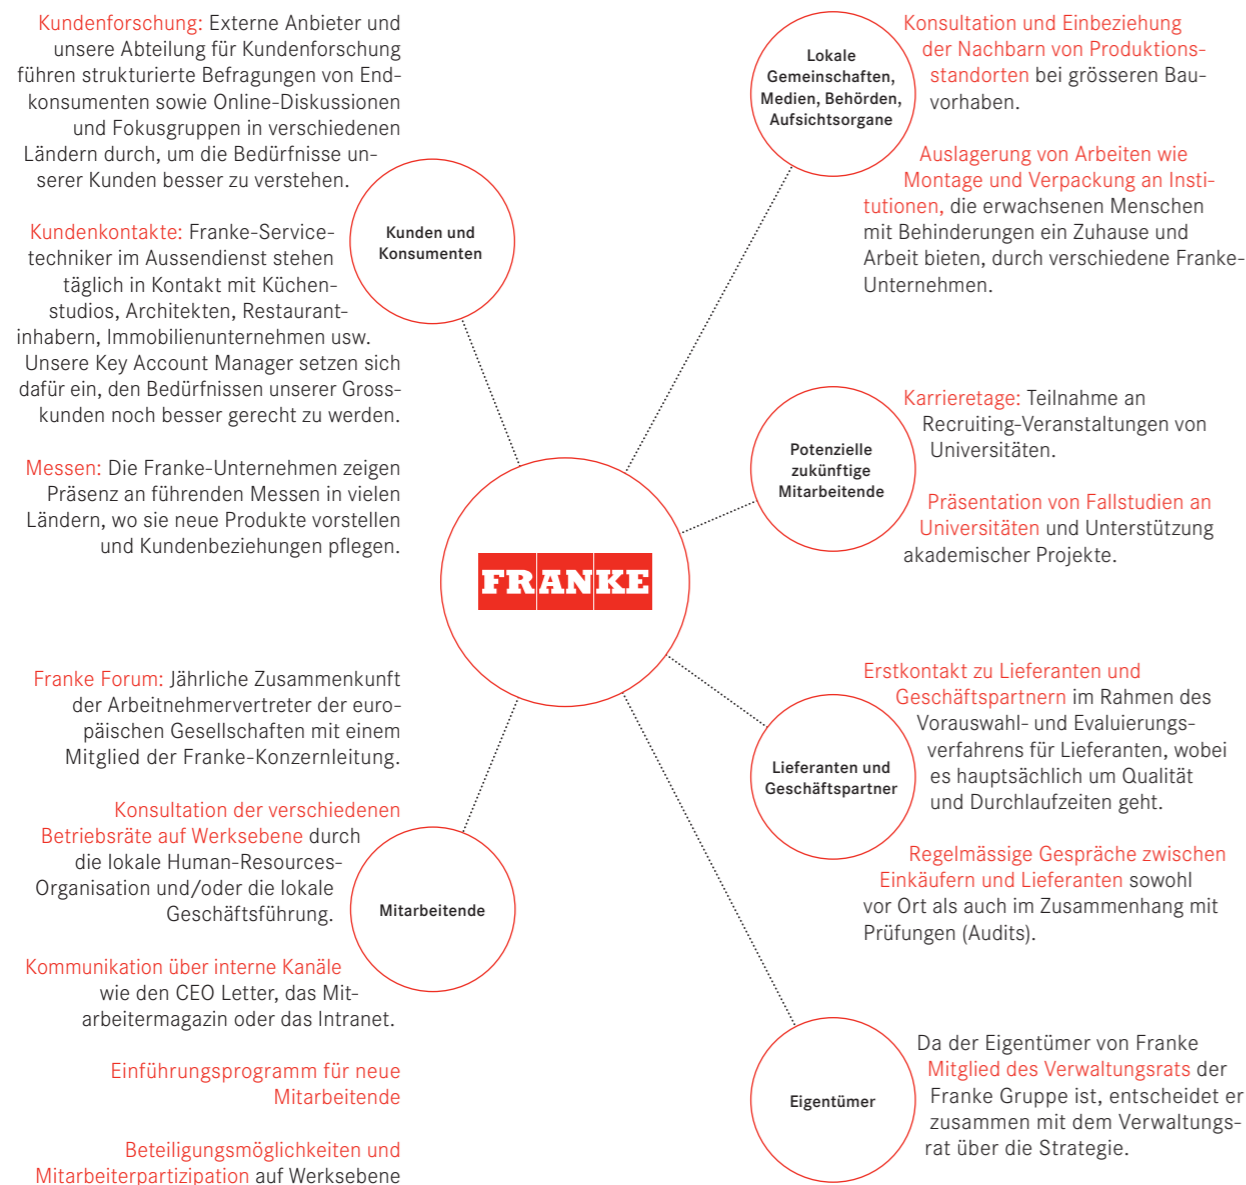 Kundenforschung: Externe Anbieter und
unsere Abteilung für Kundenforschung
führen strukturierte Befragungen von End-
konsumenten sowie Online-Diskussionen
und Fokusgruppen in verschiedenen
Ländern durch, um die Bedürfnisse un-
serer Kunden besser zu verstehen.
Kundenkontakte: Franke-Service-
techniker im Aussendienst stehen
täglich in Kontakt mit Küchen-
studios, Architekten, Restaurant-
inhabern, Immobilienunternehmen usw.
Unsere Key Account Manager setzen sich
dafür ein, den Bedürfnissen unserer Gross-
kunden noch besser gerecht zu werden.
Messen: Die Franke-Unternehmen zeigen
Präsenz an führenden Messen in vielen
Ländern, wo sie neue Produkte vorstellen
und Kundenbeziehungen pflegen.
Kunden und
Konsumenten
Franke Forum: Jährliche Zusammenkunft
der Arbeitnehmervertreter der euro-
päischen Gesellschaften mit einem
Mitglied der Franke-Konzernleitung.
Konsultation der verschiedenen
Betriebsräte auf Werksebene durch
die lokale Human-Resources-
Organisation und/oder die lokale
Geschäftsführung.
Kommunikation über interne Kanäle
wie den CEO Letter, das Mit-
arbeitermagazin oder das Intranet.
Einführungsprogramm für neue
Mitarbeitende
Beteiligungsmöglichkeiten und
Mitarbeiterpartizipation auf Werksebene
Mitarbeitende
FRANKE
Lokale
Gemeinschaften,
Medien, Behörden,
Aufsichtsorgane
Konsultation und Einbeziehung
der Nachbarn von Produktions-
standorten bei grösseren Bau-
vorhaben.
Auslagerung von Arbeiten wie
Montage und Verpackung an Insti-
tutionen, die erwachsenen Menschen
mit Behinderungen ein Zuhause und
Arbeit bieten, durch verschiedene Franke-
Unternehmen.
Potenzielle
zukünftige
Mitarbeitende
Karrieretage: Teilnahme an
Recruiting-Veranstaltungen von
Universitäten.
Präsentation von Fallstudien an
Universitäten und Unterstützung
akademischer Projekte.
Lieferanten und
Geschäftspartner
Erstkontakt zu Lieferanten und
Geschäftspartnern im Rahmen des
Vorauswahl- und Evaluierungs-
verfahrens für Lieferanten, wobei
es hauptsächlich um Qualität
und Durchlaufzeiten geht.
Regelmässige Gespräche zwischen
Einkäufern und Lieferanten sowohl
vor Ort als auch im Zusammenhang mit
Prüfungen (Audits).
Eigentümer
Da der Eigentümer von Franke
Mitglied des Verwaltungsrats der
Franke Gruppe ist, entscheidet er
zusammen mit dem Verwaltungs-
rat über die Strategie.